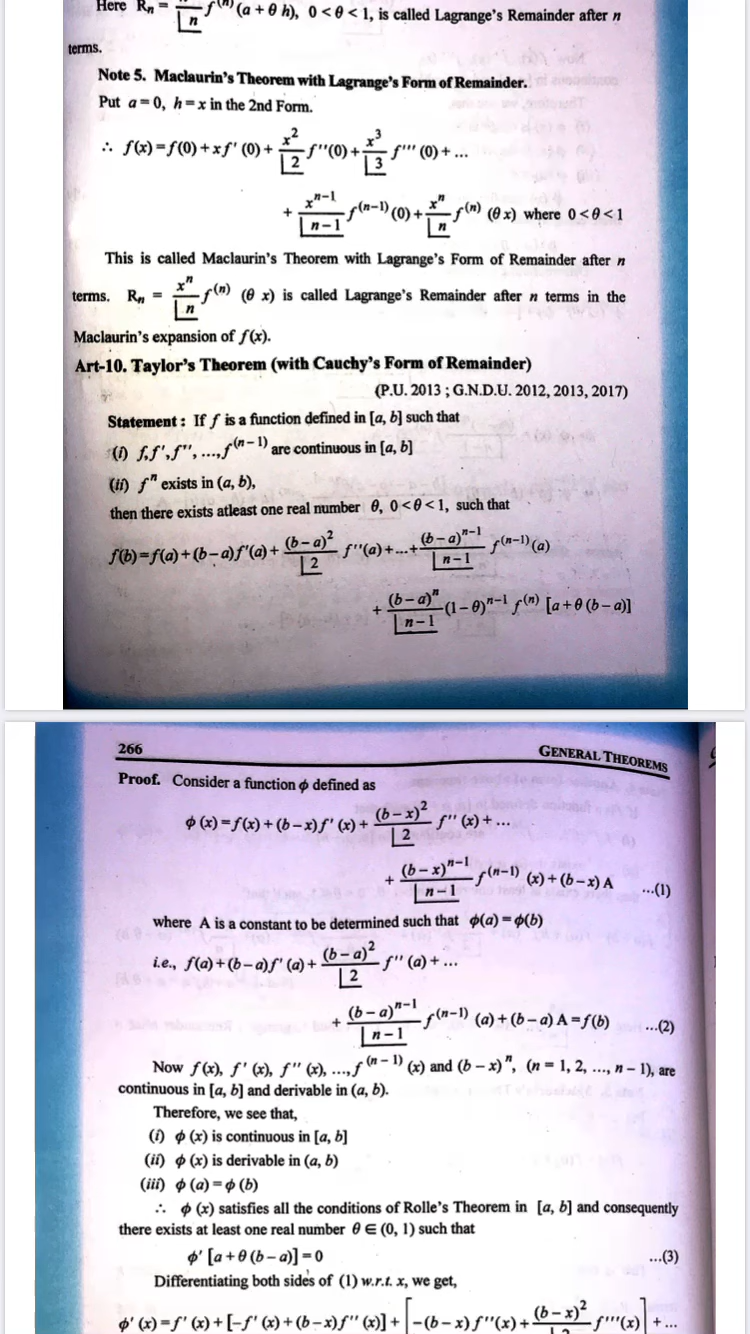 Here Rₙ = ⌊n f⁽ⁿ⁾ (a + θ h), 0 < θ < 1, is called Lagrange's Remainder after n
terms.
Note 5. Maclaurin's Theorem with Lagrange's Form of Remainder.
Put a = 0, h = x in the 2nd Form.
∴ f(x) = f(0) + x f' (0) + x²/⌊2 f''(0) + x³/⌊3 f''' (0) + ...
+ xⁿ⁻¹/⌊n−1 f⁽ⁿ⁻¹⁾ (0) + xⁿ/⌊n f⁽ⁿ⁾ (θ x) where 0 < θ < 1
This is called Maclaurin's Theorem with Lagrange's Form of Remainder after n
terms. Rₙ = xⁿ/⌊n f⁽ⁿ⁾ (θ x) is called Lagrange's Remainder after n terms in the
Maclaurin's expansion of f(x).
Art-10. Taylor's Theorem (with Cauchy's Form of Remainder)
(P.U. 2013 ; G.N.D.U. 2012, 2013, 2017)
Statement : If f is a function defined in [a, b] such that
(i) f, f', f'', ..., f⁽ⁿ⁻¹⁾ are continuous in [a, b]
(ii) fⁿ exists in (a, b),
then there exists atleast one real number θ, 0 < θ < 1, such that
f(b) = f(a) + (b − a) f'(a) + (b − a)²/⌊2 f''(a) + ... + (b − a)ⁿ⁻¹/⌊n−1 f⁽ⁿ⁻¹⁾ (a)
+ (b − a)ⁿ/⌊n−1 (1 − θ)ⁿ⁻¹ f⁽ⁿ⁾ [a + θ (b − a)]
266 GENERAL THEOREMS
Proof. Consider a function φ defined as
φ (x) = f(x) + (b − x) f' (x) + (b − x)²/⌊2 f'' (x) + ...
+ (b − x)ⁿ⁻¹/⌊n−1 f⁽ⁿ⁻¹⁾ (x) + (b − x) A ...(1)
where A is a constant to be determined such that φ(a) = φ(b)
i.e., f(a) + (b − a) f' (a) + (b − a)²/⌊2 f'' (a) + ...
+ (b − a)ⁿ⁻¹/⌊n−1 f⁽ⁿ⁻¹⁾ (a) + (b − a) A = f(b) ...(2)
Now f(x), f' (x), f'' (x), ..., f⁽ⁿ⁻¹⁾ (x) and (b − x)ⁿ, (n = 1, 2, ..., n − 1), are
continuous in [a, b] and derivable in (a, b).
Therefore, we see that,
(i) φ (x) is continuous in [a, b]
(ii) φ (x) is derivable in (a, b)
(iii) φ (a) = φ (b)
∴ φ (x) satisfies all the conditions of Rolle's Theorem in [a, b] and consequently
there exists at least one real number θ ∈ (0, 1) such that
φ' [a + θ (b − a)] = 0 ...(3)
Differentiating both sides of (1) w.r.t. x, we get,
φ' (x) = f' (x) + [−f' (x) + (b − x) f'' (x)] + [−(b − x) f''(x) + (b − x)²/⌊2 f'''(x)] + ...